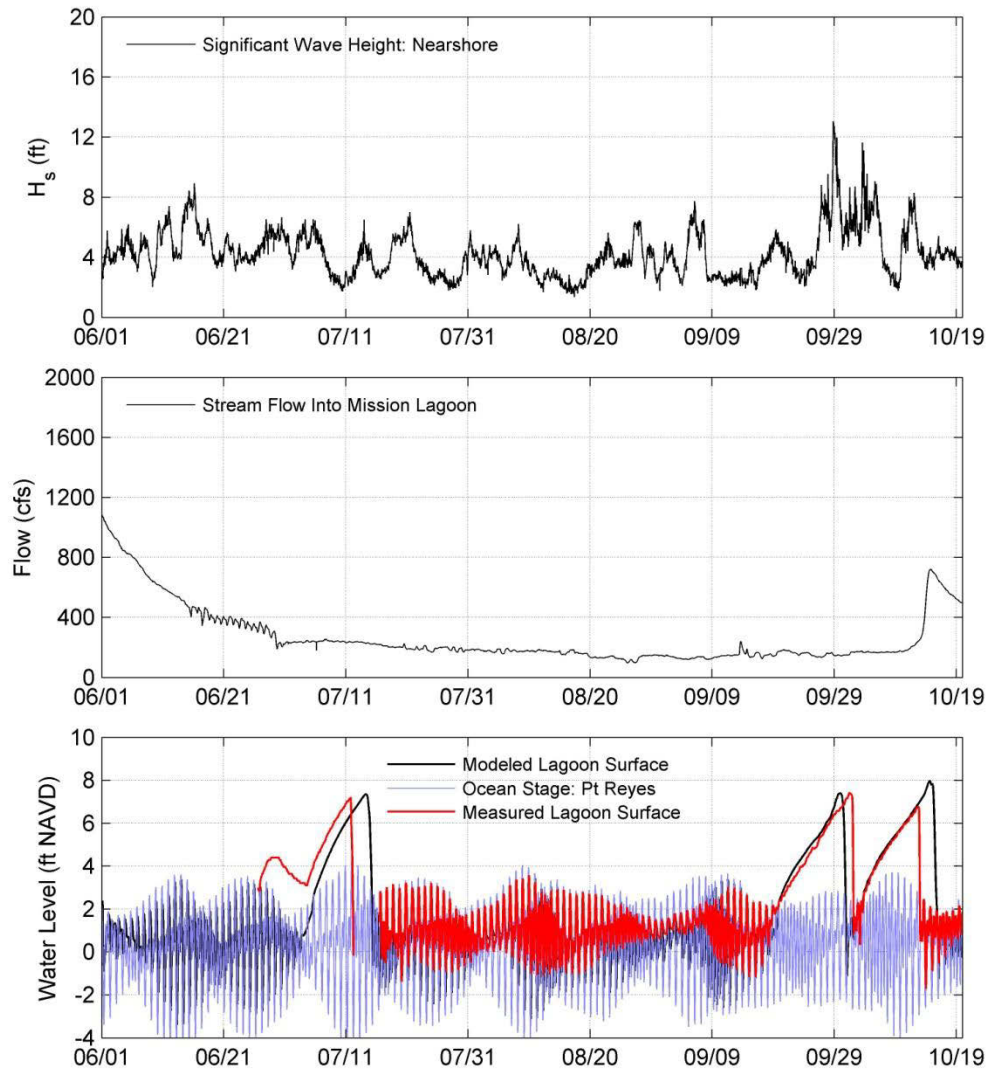 20
16
12
8
4
0
H_s (ft)
Significant Wave Height: Nearshore
06/01 06/21 07/11 07/31 08/20 09/09 09/29 10/19
2000
1600
1200
800
400
0
Flow (cfs)
Stream Flow Into Mission Lagoon
06/01 06/21 07/11 07/31 08/20 09/09 09/29 10/19
10
8
6
4
2
0
-2
-4
Water Level (ft NAVD)
Modeled Lagoon Surface
Ocean Stage: Pt Reyes
Measured Lagoon Surface
06/01 06/21 07/11 07/31 08/20 09/09 09/29 10/19